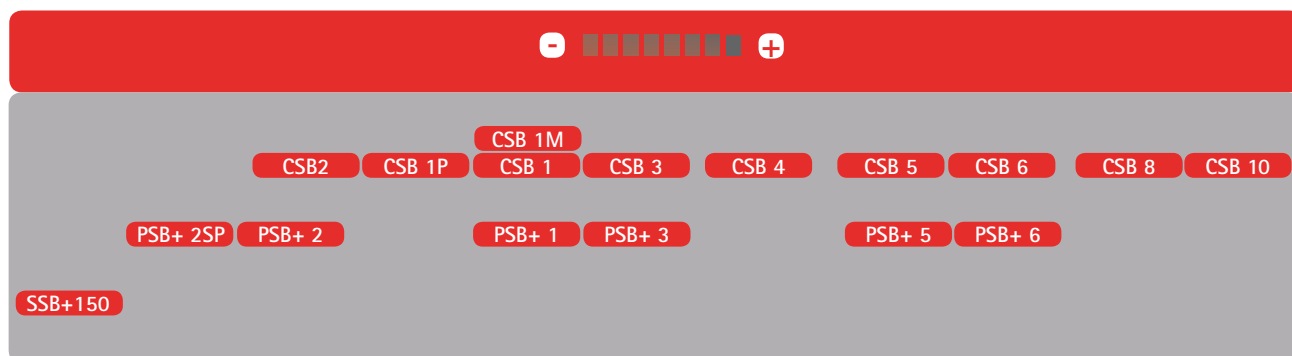 - +
CSB 1M
CSB2 CSB 1P CSB 1 CSB 3 CSB 4 CSB 5 CSB 6 CSB 8 CSB 10
PSB+ 2SP PSB+ 2 PSB+ 1 PSB+ 3 PSB+ 5 PSB+ 6
SSB+150